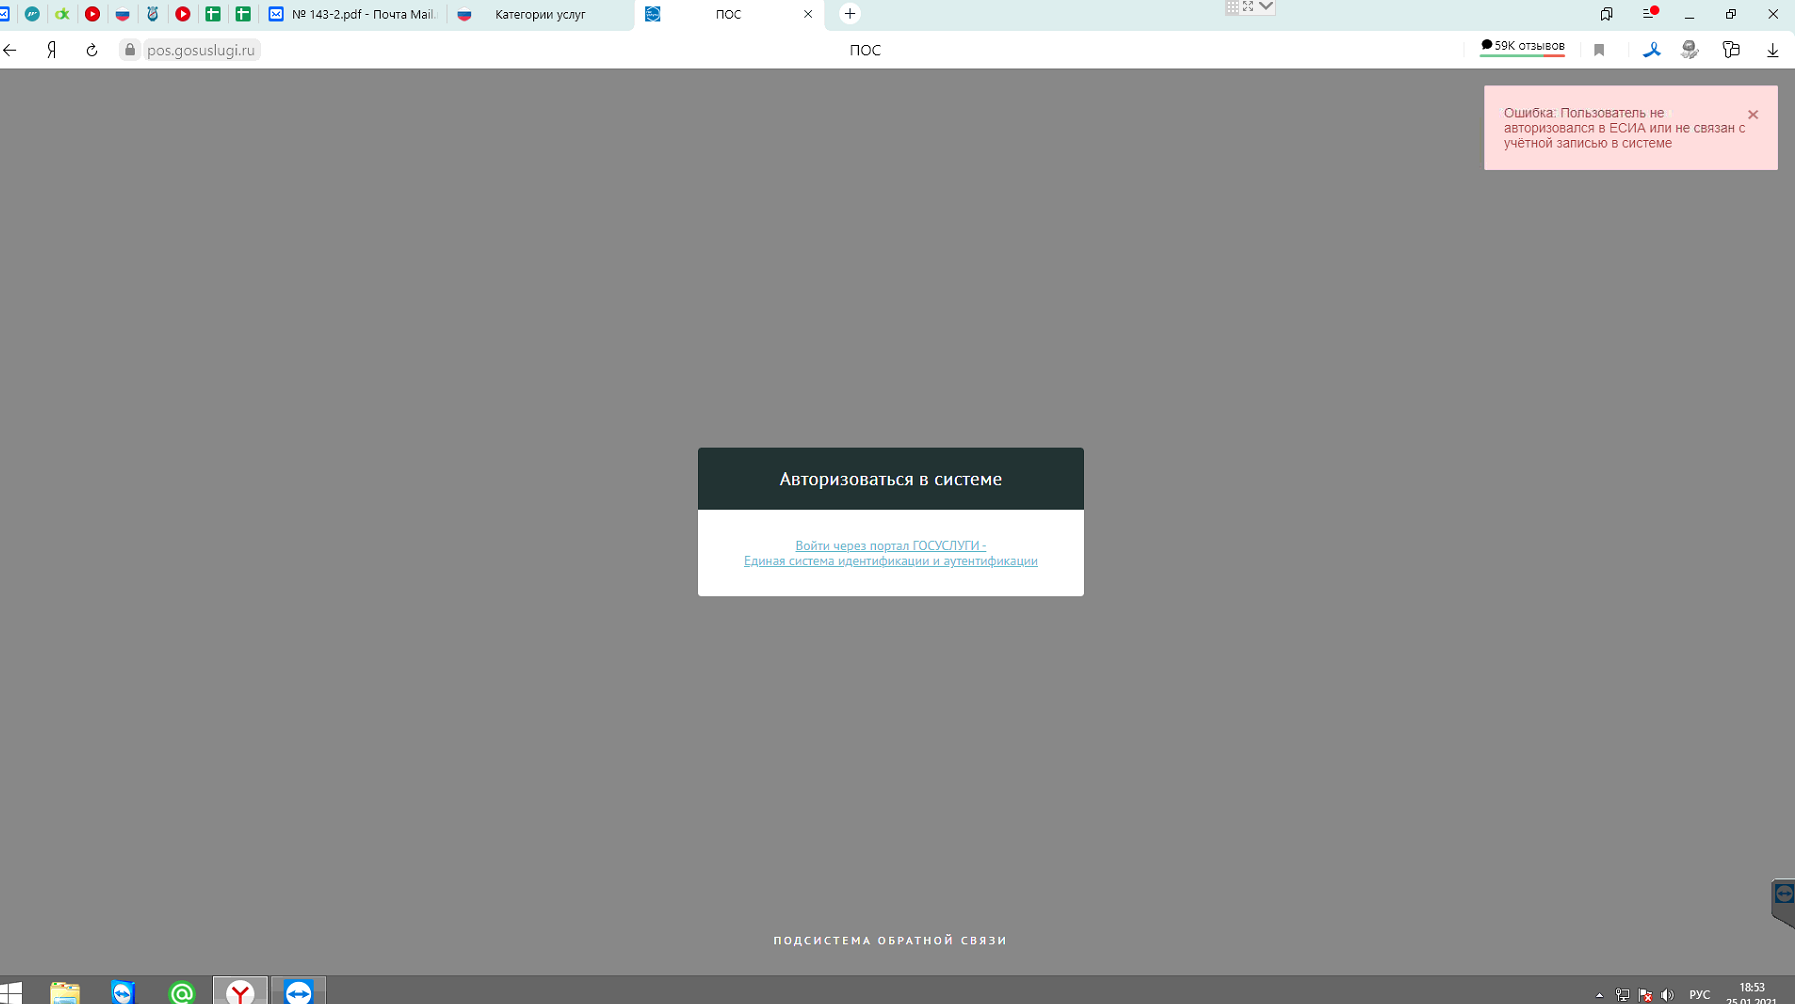 № 143-2.pdf - Почта Mail.
Категории услуг
ПОС
pos.gosuslugi.ru
ПОС
59К отзывов
Ошибка: Пользователь не
авторизовался в ЕСИА или не связан с
учётной записью в системе
Авторизоваться в системе
Войти через портал ГОСУСЛУГИ -
Единая система идентификации и аутентификации
ПОДСИСТЕМА ОБРАТНОЙ СВЯЗИ
РУС
18:53
25.01.2021